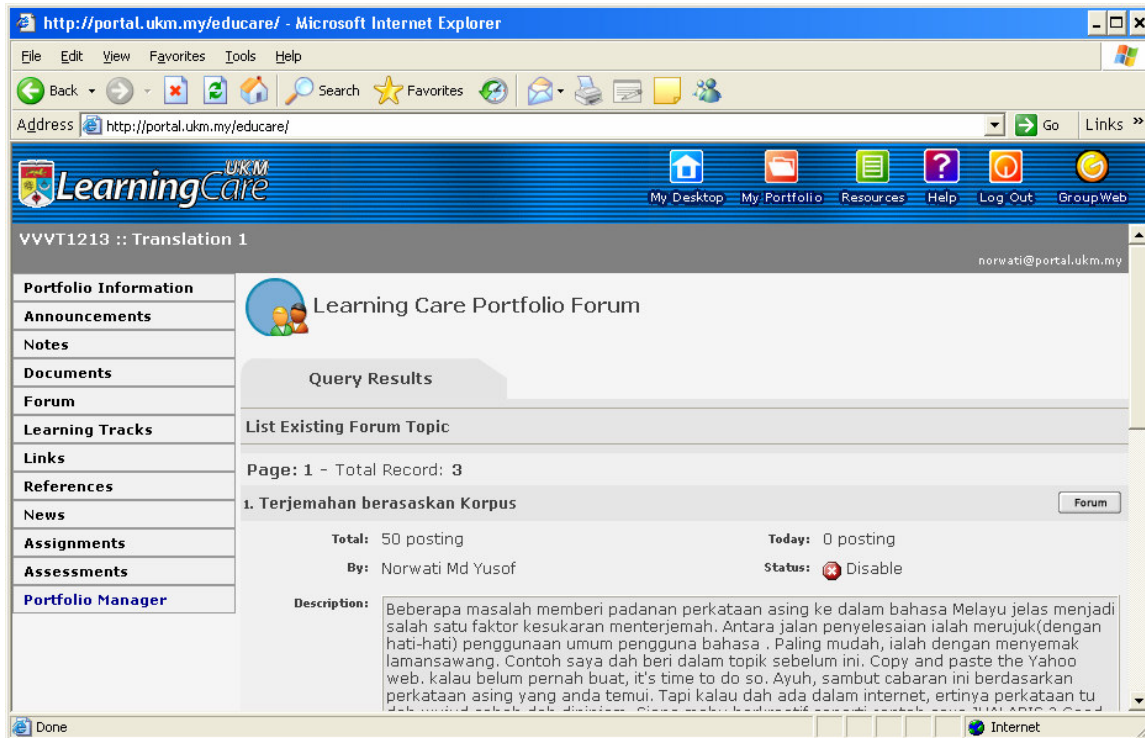 http://portal.ukm.my/educare/ - Microsoft Internet Explorer
File Edit View Favorites Tools Help
Back Search Favorites
Address http://portal.ukm.my/educare/ Go Links »
UKM
LearningCare
My Desktop My Portfolio Resources Help Log Out GroupWeb
VVVT1213 :: Translation 1
norwati@portal.ukm.my
Portfolio Information
Announcements
Notes
Documents
Forum
Learning Tracks
Links
References
News
Assignments
Assessments
Portfolio Manager
Learning Care Portfolio Forum
Query Results
List Existing Forum Topic
Page: 1 - Total Record: 3
1. Terjemahan berasaskan Korpus Forum
Total: 50 posting Today: 0 posting
By: Norwati Md Yusof Status: Disable
Description: Beberapa masalah memberi padanan perkataan asing ke dalam bahasa Melayu jelas menjadi
salah satu faktor kesukaran menterjemah. Antara jalan penyelesaian ialah merujuk(dengan
hati-hati) penggunaan umum pengguna bahasa . Paling mudah, ialah dengan menyemak
lamansawang. Contoh saya dah beri dalam topik sebelum ini. Copy and paste the Yahoo
web. kalau belum pernah buat, it's time to do so. Ayuh, sambut cabaran ini berdasarkan
perkataan asing yang anda temui. Tapi kalau dah ada dalam internet, ertinya perkataan tu
Done Internet